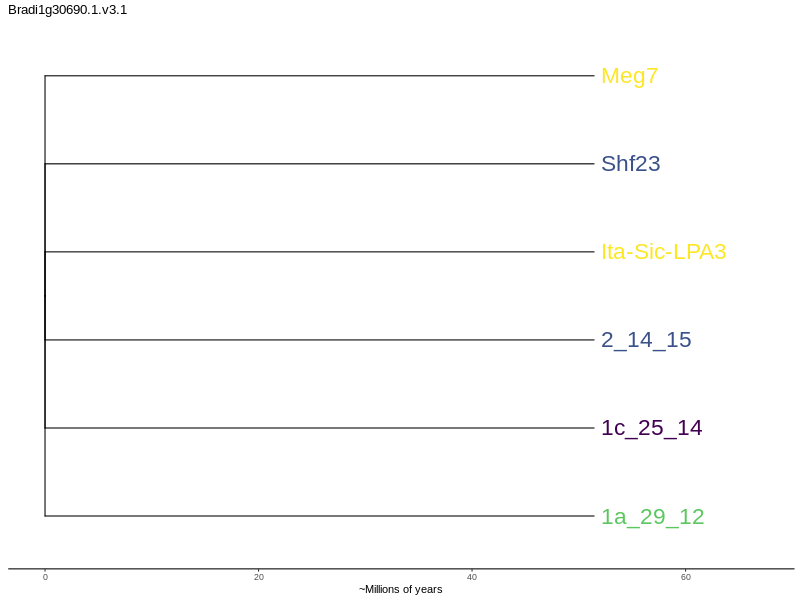 Bradi1g30690.1.v3.1
Meg7
Shf23
Ita-Sic-LPA3
2_14_15
1c_25_14
1a_29_12
0 20 40 60
~Millions of years